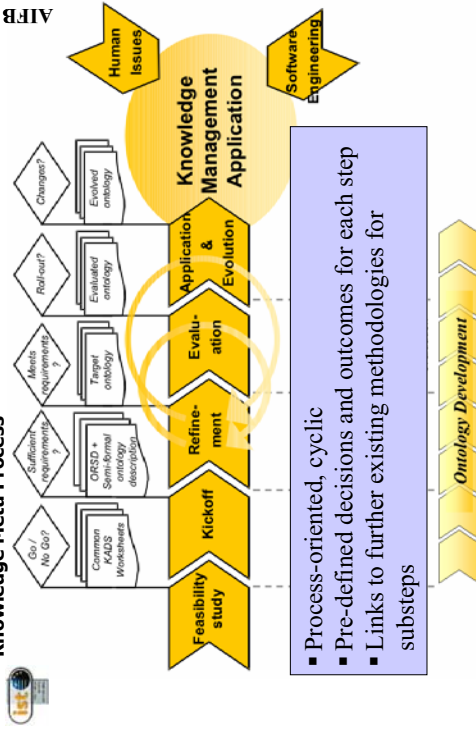 Knowledge Meta Process
AIFB
ist
Go /
No Go?
Sufficient
requirements
?
Meets
requirements
?
Roll-out?
Changes?
Common
KADS
Worksheets
ORSD +
Semi-formal
ontology
description
Target
ontology
Evaluated
ontology
Evolved
ontology
Human
Issues
Feasibility
study
Kickoff
Refine-
ment
Evalu-
ation
Application
&
Evolution
Knowledge
Management
Application
Software
Engineering
▪ Process-oriented, cyclic
▪ Pre-defined decisions and outcomes for each step
▪ Links to further existing methodologies for
substeps
Ontology Development